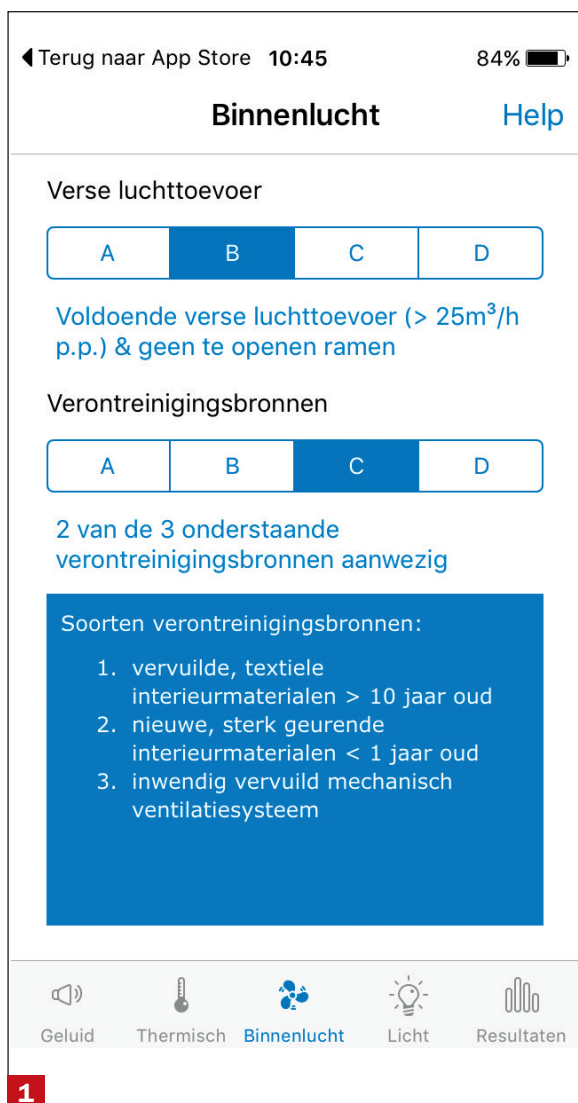 Terug naar App Store 10:45 84%
Binnenlucht Help
Verse luchttoevoer
A B C D
Voldoende verse luchttoevoer (> 25m³/h
p.p.) & geen te openen ramen
Verontreinigingsbronnen
A B C D
2 van de 3 onderstaande
verontreinigingsbronnen aanwezig
Soorten verontreinigingsbronnen:
1. vervuilde, textiele
interieurmaterialen > 10 jaar oud
2. nieuwe, sterk geurende
interieurmaterialen < 1 jaar oud
3. inwendig vervuild mechanisch
ventilatiesysteem
Geluid Thermisch Binnenlucht Licht Resultaten
1